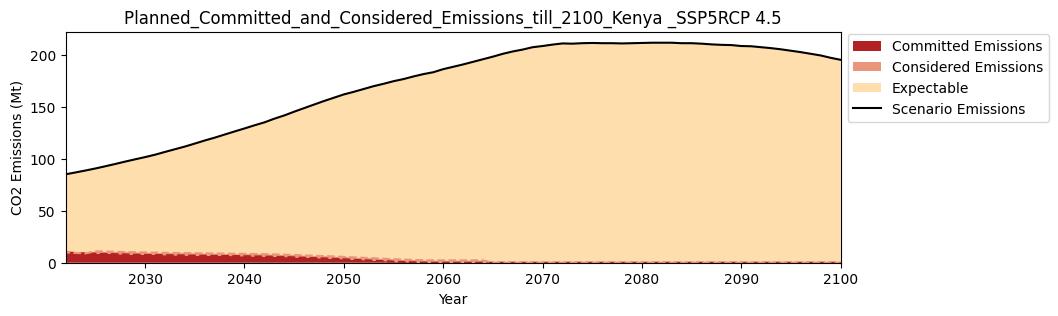 Planned_Committed_and_Considered_Emissions_till_2100_Kenya _SSP5RCP 4.5
CO2 Emissions (Mt)
200
150
100
50
0
2030 2040 2050 2060 2070 2080 2090 2100
Year
Committed Emissions
Considered Emissions
Expectable
Scenario Emissions